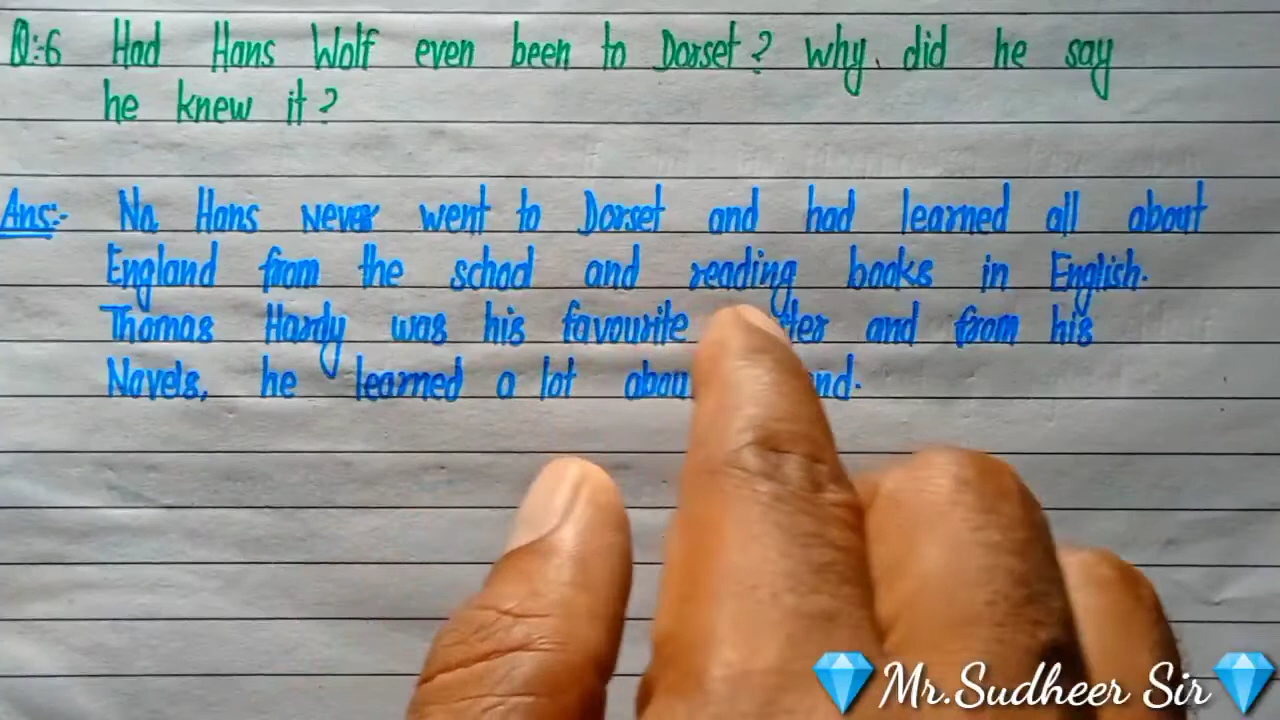 Q:-6 Had Hans Wolf even been to Dorset? Why did he say
he knew it?
Ans:- No, Hans never went to Dorset and had learned all about
England from the school and reading books in English.
Thomas Hardy was his favourite and from his
Novels, he learned a lot
Mr.Sudheer Sir